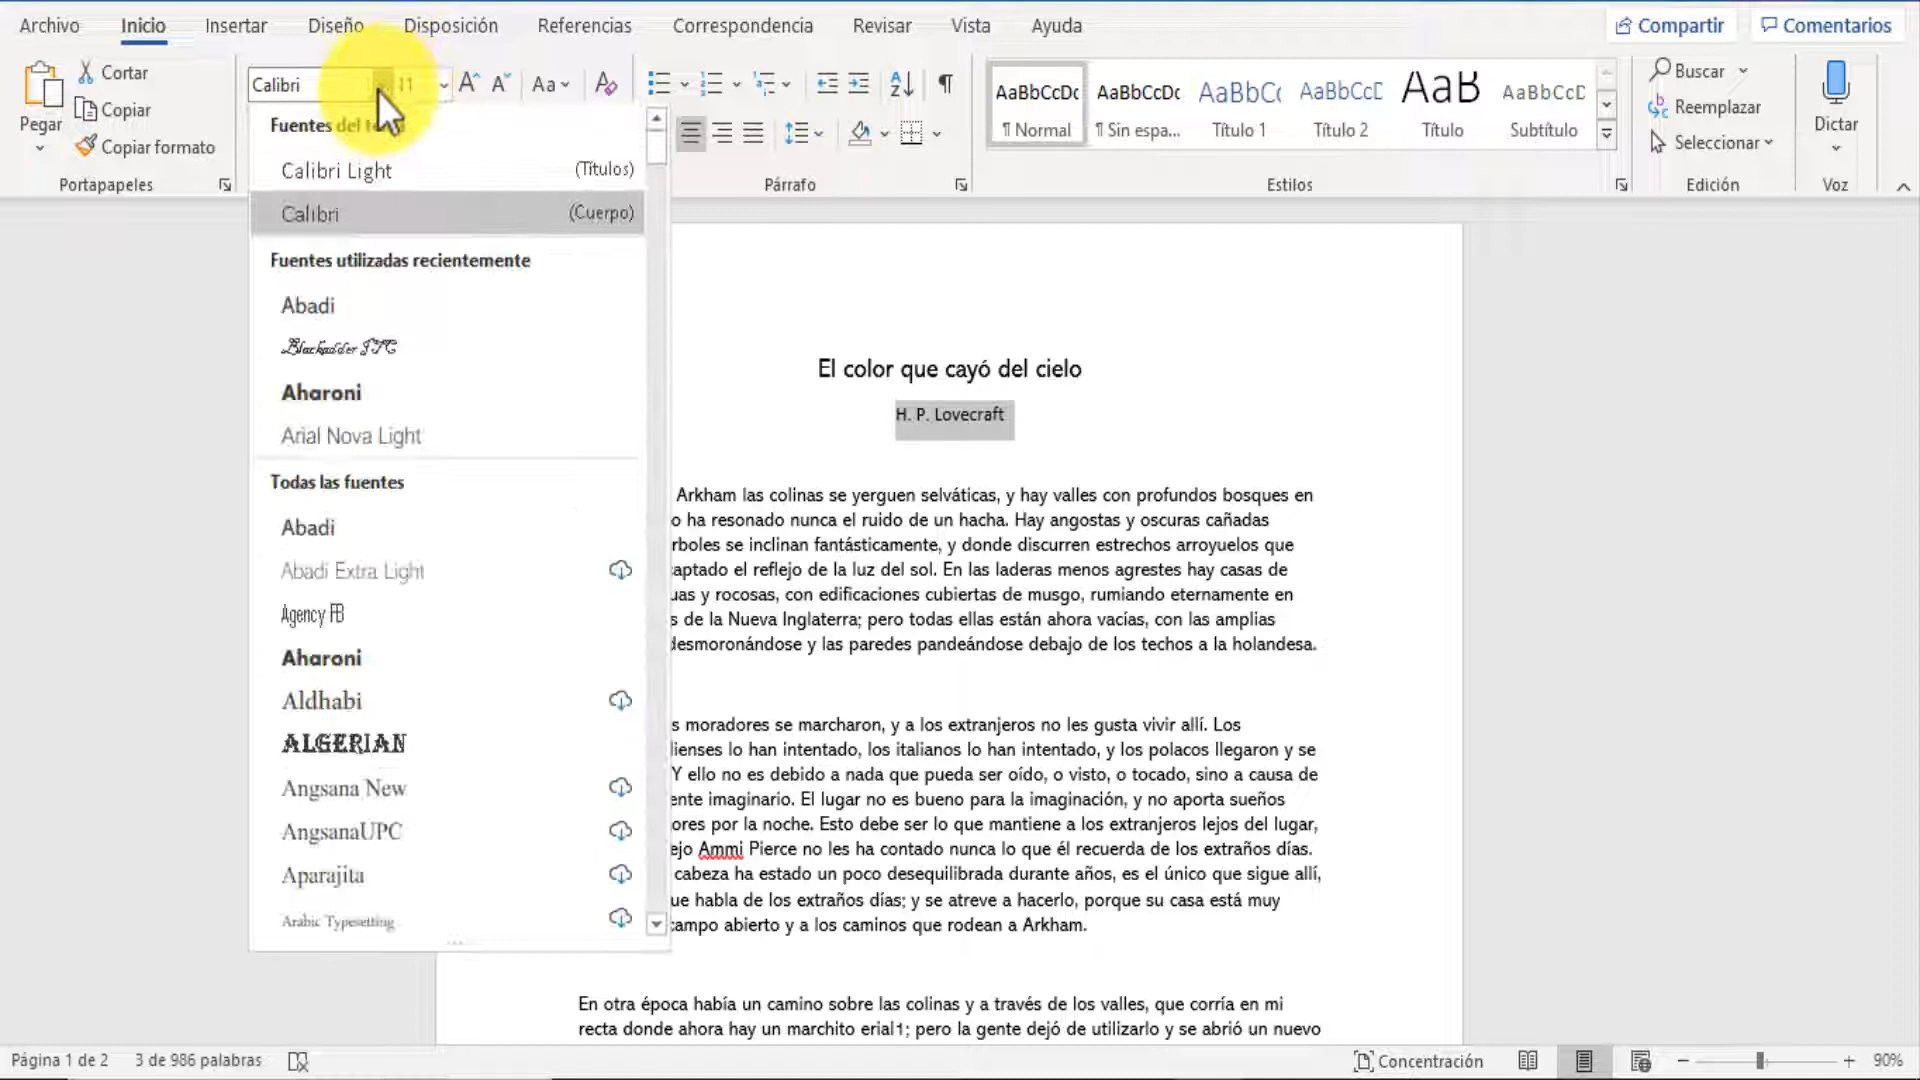 Archivo Inicio Insertar Diseño Disposición Referencias Correspondencia Revisar Vista Ayuda Compartir Comentarios
Pegar
Cortar
Copiar
Copiar formato
Portapapeles
Calibri 11
Aa
Párrafo
AaBbCcDc AaBbCcDc AaBbCc AaBbCcC AaB AaBbCcD
¶ Normal ¶ Sin espa... Título 1 Título 2 Título Subtítulo
Estilos
Buscar
Reemplazar
Seleccionar
Edición
Dictar
Voz
Fuentes del
Calibri Light (Títulos)
Calibri (Cuerpo)
Fuentes utilizadas recientemente
Abadi
Blackadder ITC
Aharoni
Arial Nova Light
Todas las fuentes
Abadi
Abadi Extra Light
Agency FB
Aharoni
Aldhabi
ALGERIAN
Angsana New
AngsanaUPC
Aparajita
Arabic Typesetting
El color que cayó del cielo
H. P. Lovecraft
Arkham las colinas se yerguen selváticas, y hay valles con profundos bosques en
o ha resonado nunca el ruido de un hacha. Hay angostas y oscuras cañadas
rboles se inclinan fantásticamente, y donde discurren estrechos arroyuelos que
captado el reflejo de la luz del sol. En las laderas menos agrestes hay casas de
uas y rocosas, con edificaciones cubiertas de musgo, rumiando eternamente en
s de la Nueva Inglaterra; pero todas ellas están ahora vacías, con las amplias
desmoronándose y las paredes pandeándose debajo de los techos a la holandesa.
s moradores se marcharon, y a los extranjeros no les gusta vivir allí. Los
lienses lo han intentado, los italianos lo han intentado, y los polacos llegaron y se
Y ello no es debido a nada que pueda ser oído, o visto, o tocado, sino a causa de
ente imaginario. El lugar no es bueno para la imaginación, y no aporta sueños
ores por la noche. Esto debe ser lo que mantiene a los extranjeros lejos del lugar,
ejo Ammi Pierce no les ha contado nunca lo que él recuerda de los extraños días.
cabeza ha estado un poco desequilibrada durante años, es el único que sigue allí,
ue habla de los extraños días; y se atreve a hacerlo, porque su casa está muy
campo abierto y a los caminos que rodean a Arkham.
En otra época había un camino sobre las colinas y a través de los valles, que corría en mi
recta donde ahora hay un marchito erial1; pero la gente dejó de utilizarlo y se abrió un nuevo
Página 1 de 2 3 de 986 palabras Concentración 90%